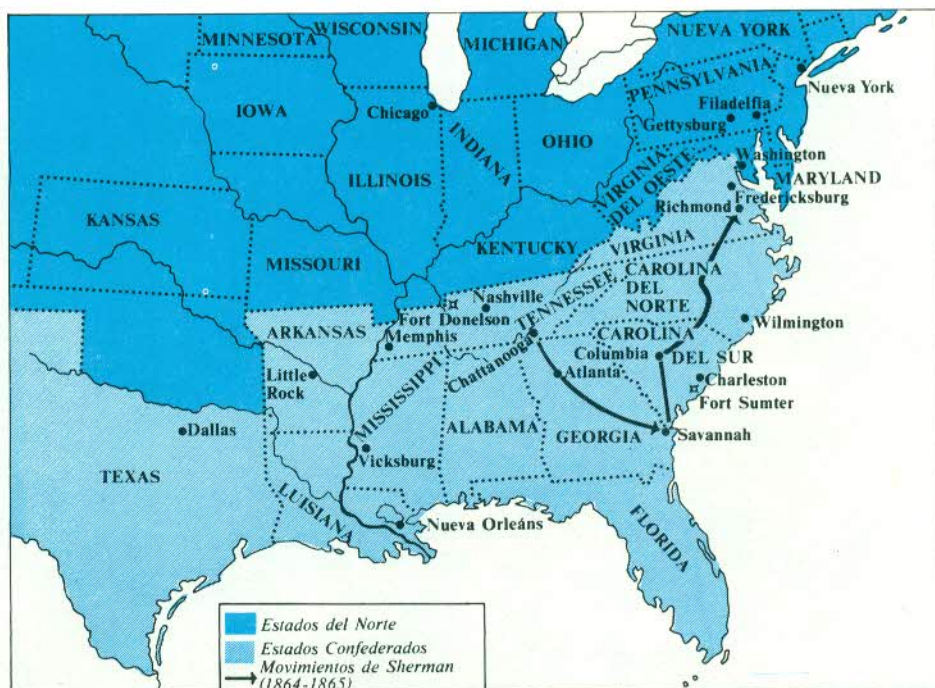 MINNESOTA
WISCONSIN
MICHIGAN
NUEVA YORK
PENNSYLVANIA
Nueva York
IOWA
Chicago
Filadelfia
Gettysburg
INDIANA
OHIO
ILLINOIS
Washington
VIRGINIA
DEL OESTE
MARYLAND
Fredericksburg
Richmond
KANSAS
MISSOURI
KENTUCKY
VIRGINIA
TENNESSEE
CAROLINA
DEL
NORTE
Nashville
Fort Donelson
ARKANSAS
Memphis
Wilmington
CAROLINA
DEL SUR
Columbia
Chattanooga
MISSISSIPPI
Atlanta
Little
Rock
Charleston
Fort Sumter
Dallas
ALABAMA
GEORGIA
Savannah
Vicksburg
TEXAS
LUISIANA
Nueva Orleáns
FLORIDA
Estados del Norte
Estados Confederados
Movimientos de Sherman
(1864-1865)